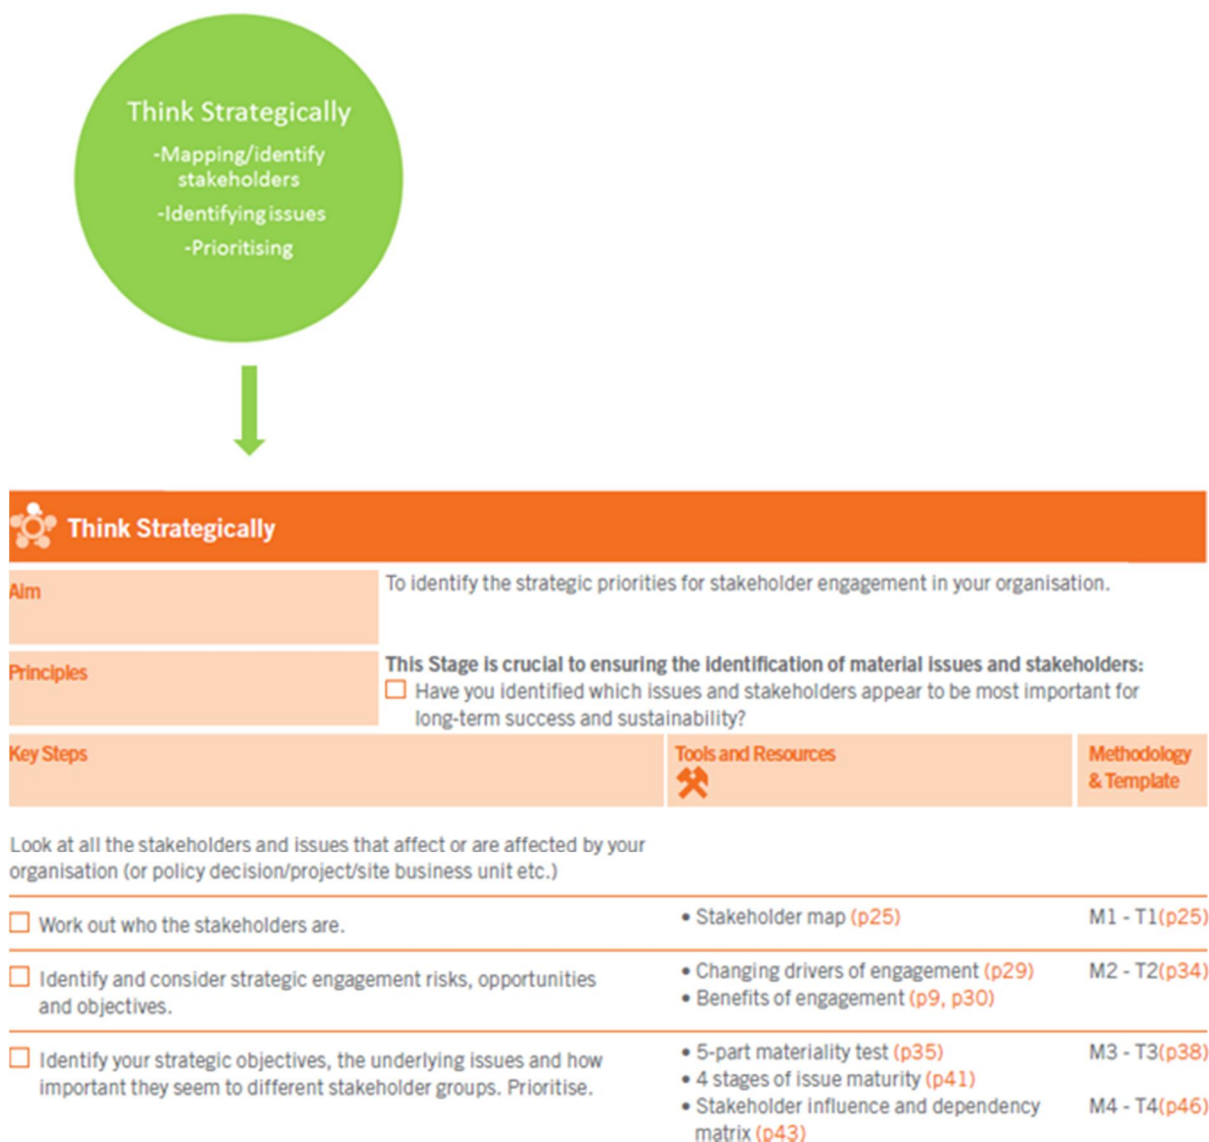 Think Strategically
-Mapping/identify
stakeholders
-Identifying issues
-Prioritising
Think Strategically
Aim
To identify the strategic priorities for stakeholder engagement in your organisation.
Principles
This Stage is crucial to ensuring the identification of material issues and stakeholders:
Have you identified which issues and stakeholders appear to be most important for
long-term success and sustainability?
Key Steps
Tools and Resources
Methodology
& Template
Look at all the stakeholders and issues that affect or are affected by your
organisation (or policy decision/project/site business unit etc.)
Work out who the stakeholders are.
• Stakeholder map (p25)
M1 - T1(p25)
Identify and consider strategic engagement risks, opportunities
and objectives.
• Changing drivers of engagement (p29)
• Benefits of engagement (p9, p30)
M2 - T2(p34)
Identify your strategic objectives, the underlying issues and how
important they seem to different stakeholder groups. Prioritise.
• 5-part materiality test (p35)
• 4 stages of issue maturity (p41)
• Stakeholder influence and dependency
matrix (p43)
M3 - T3(p38)
M4 - T4(p46)